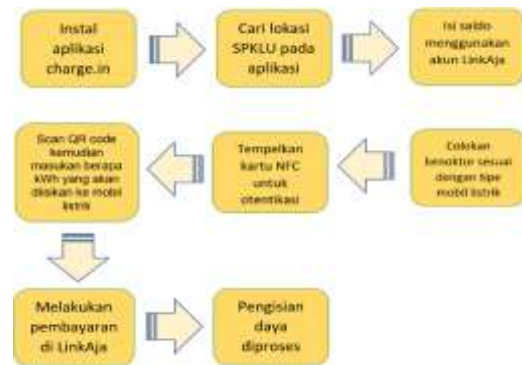 Instal
aplikasi
charge.in
Cari lokasi
SPKLU pada
aplikasi
Isi saldo
menggunakan
akun LinkAja
Colokan
konektor sesuai
dengan tipe
mobil listrik
Tempelkan
kartu NFC
untuk
otentikasi
Scan QR code
kemudian
masukan berapa
kWh yang akan
diisikan ke mobil
listrik
Melakukan
pembayaran
di LinkAja
Pengisian
daya
diproses